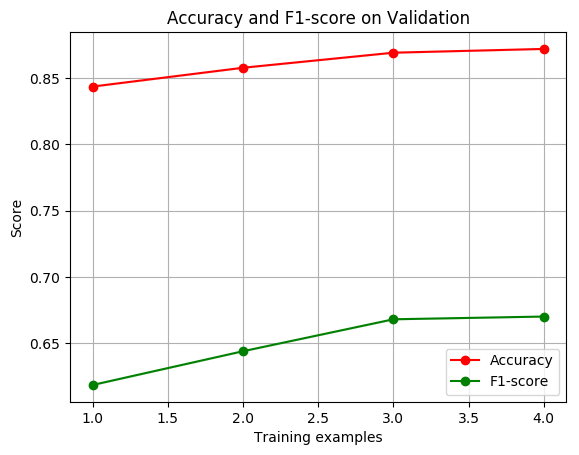 Accuracy and F1-score on Validation
Score
0.85
0.80
0.75
0.70
0.65
Accuracy
F1-score
1.0 1.5 2.0 2.5 3.0 3.5 4.0
Training examples